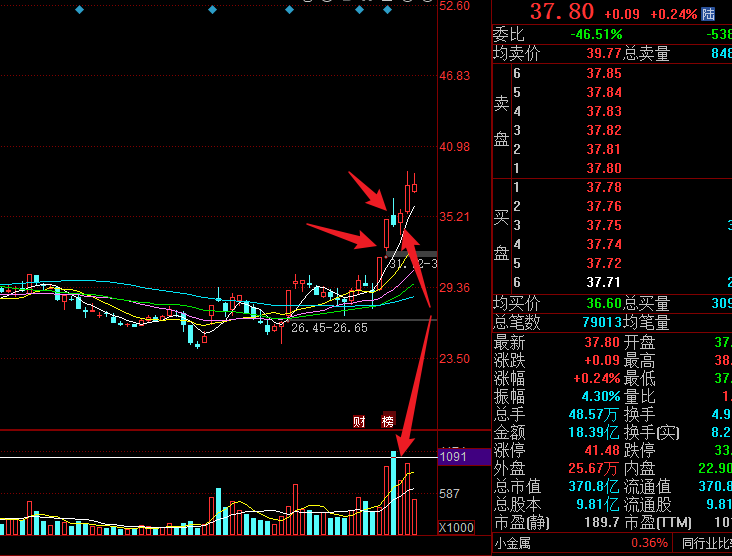 52.60
46.83
40.98
35.21
29.36
23.50
26.45-26.65
财 榜
1091
587
X1000
37.80 +0.09 +0.24% 陆
委比 -46.51% -538
均卖价 39.77 总卖量 848
卖盘
6 37.85
5 37.84
4 37.83
3 37.82
2 37.81
1 37.80
买盘
1 37.78
2 37.76
3 37.75 3
4 37.74
5 37.72
6 37.71 2
均买价 36.60 总买量 309
总笔数 79013 均笔量
最新 37.80 开盘 37.
涨跌 +0.09 最高 38.
涨幅 +0.24% 最低 37.
振幅 4.30% 量比 1.
总手 48.57万 换手 4.9
金额 18.39亿 换手(实) 8.2
涨停 41.48 跌停 33.
外盘 25.67万 内盘 22.90
总市值 370.8亿 流通值 370.8
总股本 9.81亿 流通股 9.81
市盈(静) 189.7 市盈(TTM) 101
小金属 0.36% 同行业比较